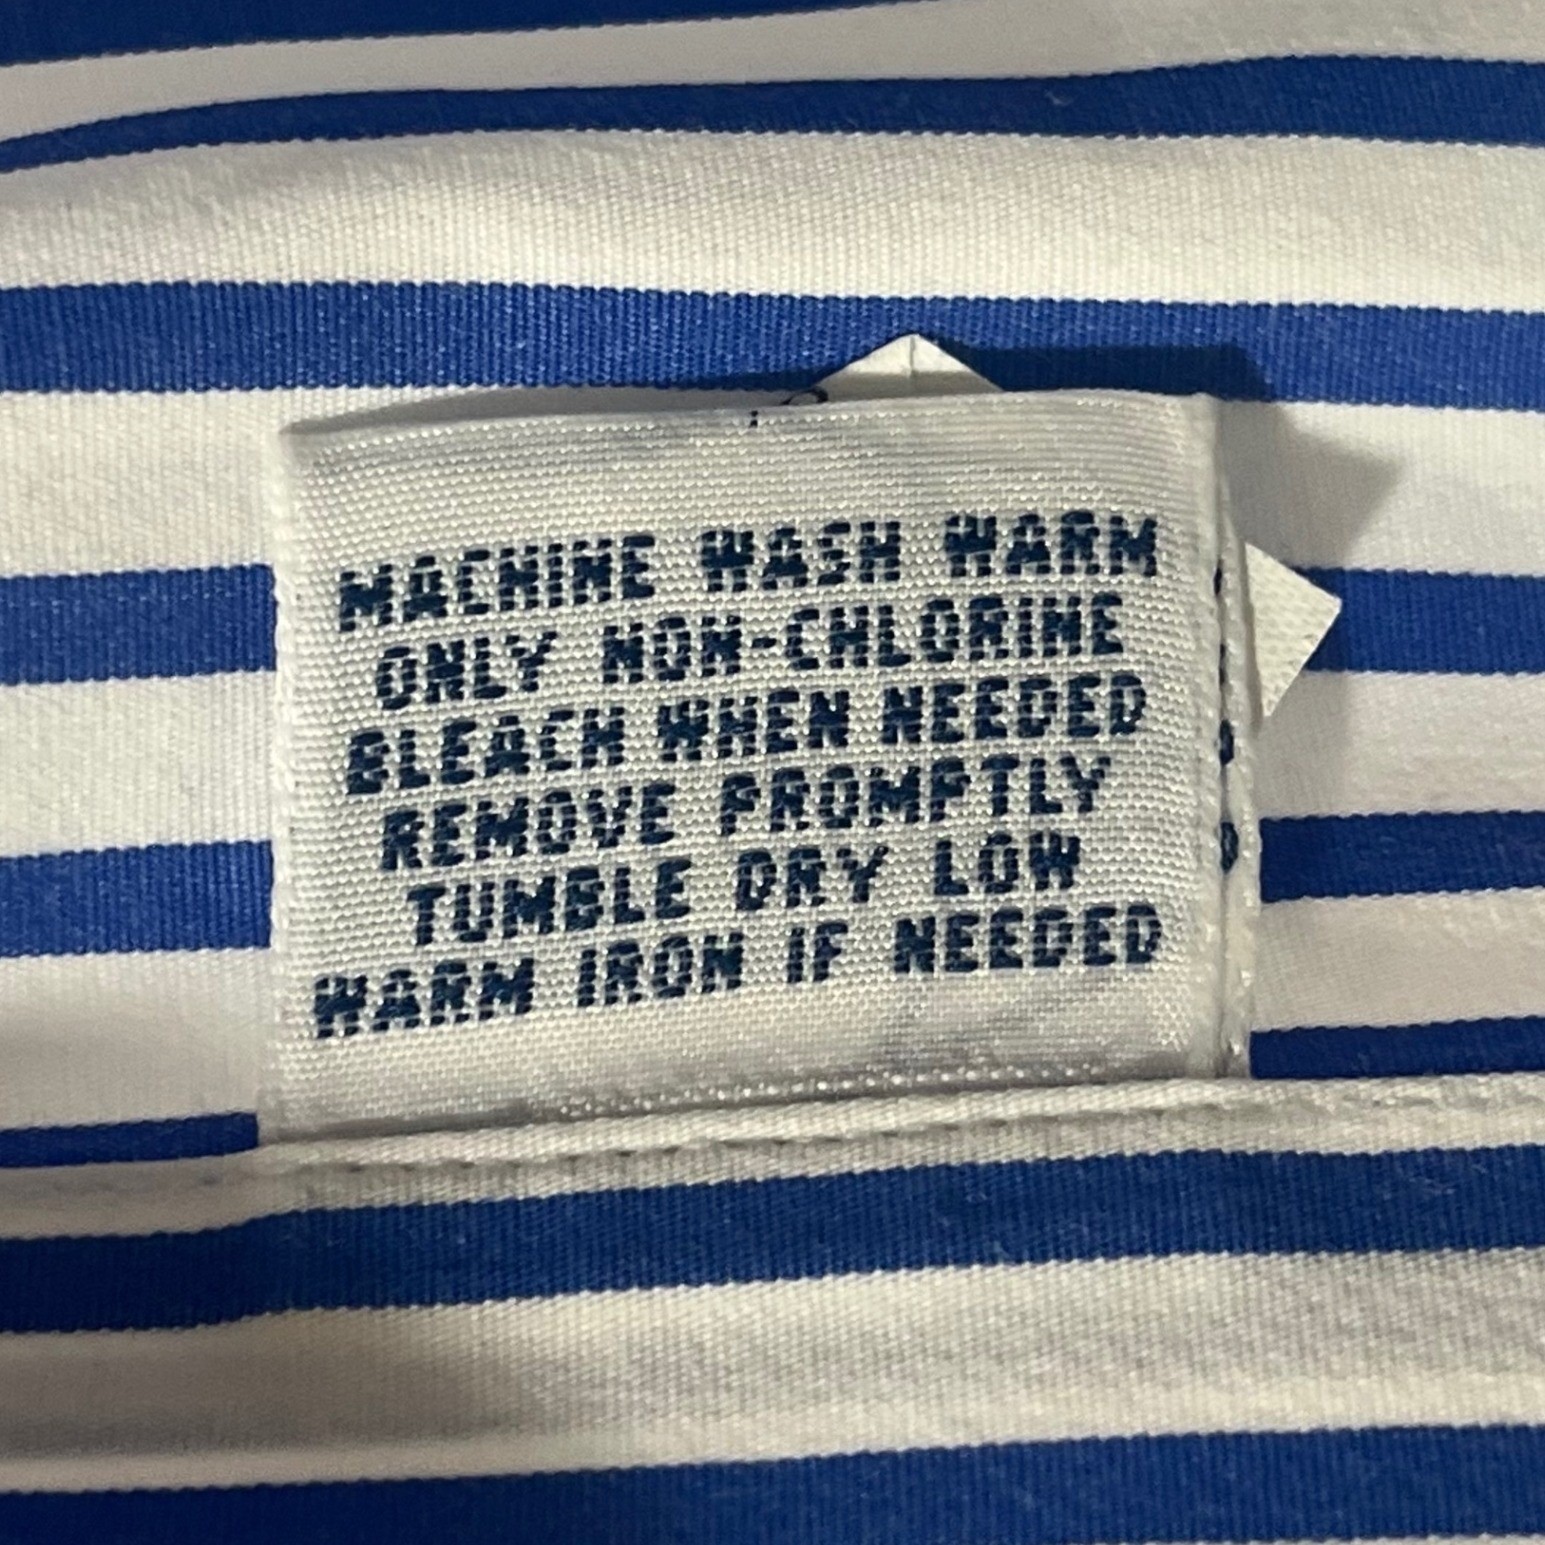 MACHINE WASH WARM
ONLY NON-CHLORINE
BLEACH WHEN NEEDED
REMOVE PROMPTLY
TUMBLE DRY LOW
WARM IRON IF NEEDED